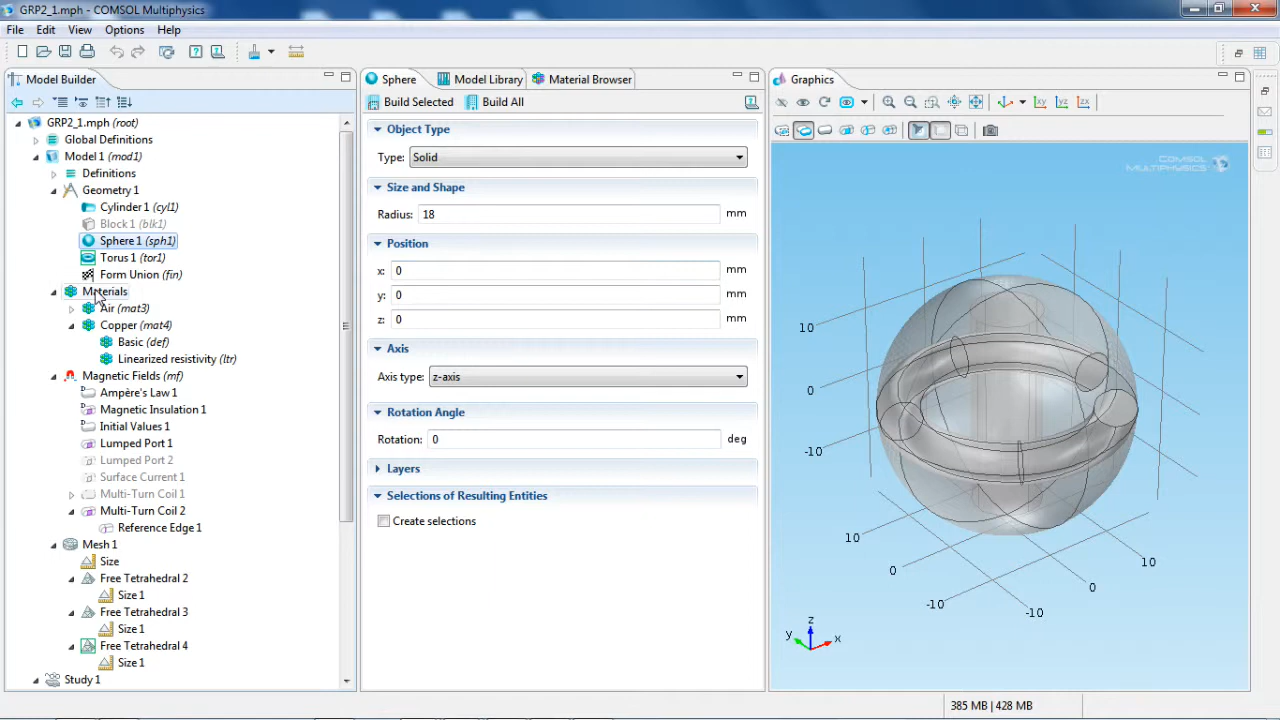 GRP2_1.mph - COMSOL Multiphysics
File Edit View Options Help
Model Builder
GRP2_1.mph (root)
Global Definitions
Model 1 (mod1)
Definitions
Geometry 1
Cylinder 1 (cyl1)
Block 1 (blk1)
Sphere 1 (sph1)
Torus 1 (tor1)
Form Union (fin)
Materials
Air (mat3)
Copper (mat4)
Basic (def)
Linearized resistivity (ltr)
Magnetic Fields (mf)
Ampère's Law 1
Magnetic Insulation 1
Initial Values 1
Lumped Port 1
Lumped Port 2
Surface Current 1
Multi-Turn Coil 1
Multi-Turn Coil 2
Reference Edge 1
Mesh 1
Size
Free Tetrahedral 2
Size 1
Free Tetrahedral 3
Size 1
Free Tetrahedral 4
Size 1
Study 1
Sphere Model Library Material Browser
Build Selected Build All
Object Type
Type: Solid
Size and Shape
Radius: 18 mm
Position
x: 0 mm
y: 0 mm
z: 0 mm
Axis
Axis type: z-axis
Rotation Angle
Rotation: 0 deg
Layers
Selections of Resulting Entities
Create selections
Graphics
xy yz zx
COMSOL
MULTIPHYSICS
10
0
-10
10
0
-10
10
0
-10
z
y x
385 MB | 428 MB